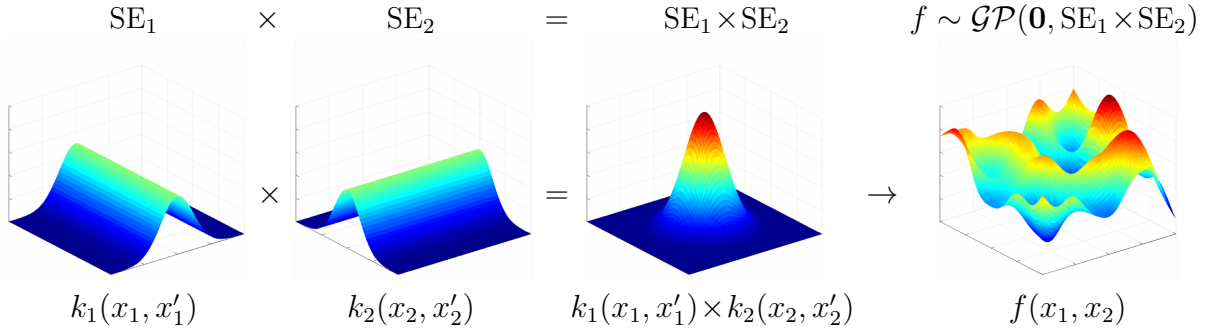 SE₁ × SE₂ = SE₁×SE₂ f ∼ 𝒢𝒫(𝟎, SE₁×SE₂)
× = →
k₁(x₁, x′₁) k₂(x₂, x′₂) k₁(x₁, x′₁)×k₂(x₂, x′₂) f(x₁, x₂)